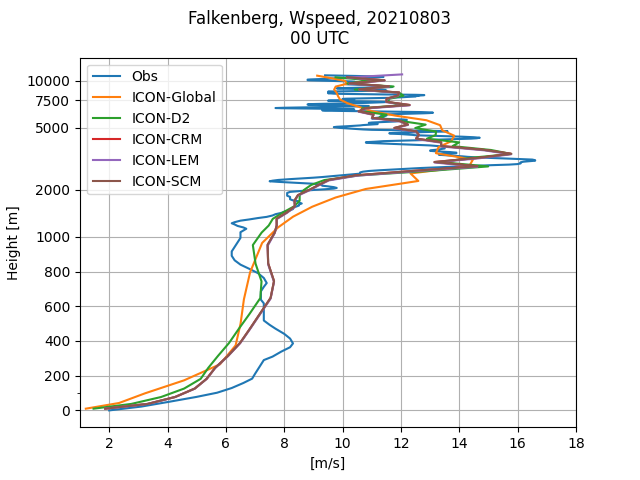 Falkenberg, Wspeed, 20210803
00 UTC
Obs
ICON-Global
ICON-D2
ICON-CRM
ICON-LEM
ICON-SCM
Height [m]
10000
7500
5000
2000
1000
800
600
400
200
0
2 4 6 8 10 12 14 16 18
[m/s]